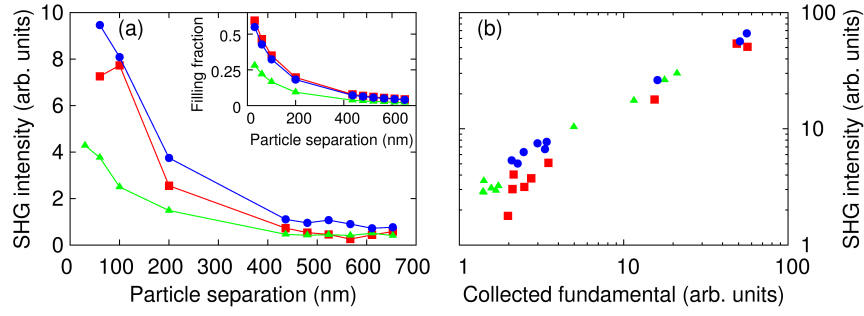 (a)
SHG intensity (arb. units)
10
8
6
4
2
0
0 100 200 300 400 500 600 700
Particle separation (nm)
Filling fraction
0.5
0.25
0
0 200 400 600
Particle separation (nm)
(b)
100
10
1
SHG intensity (arb. units)
1 10 100
Collected fundamental (arb. units)